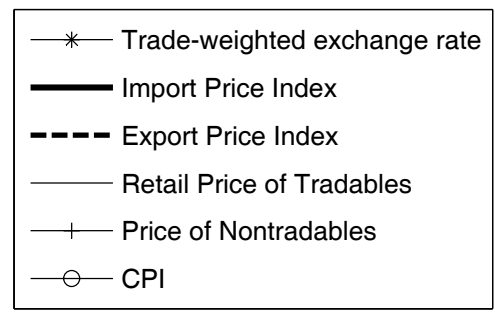 Trade-weighted exchange rate
Import Price Index
Export Price Index
Retail Price of Tradables
Price of Nontradables
CPI